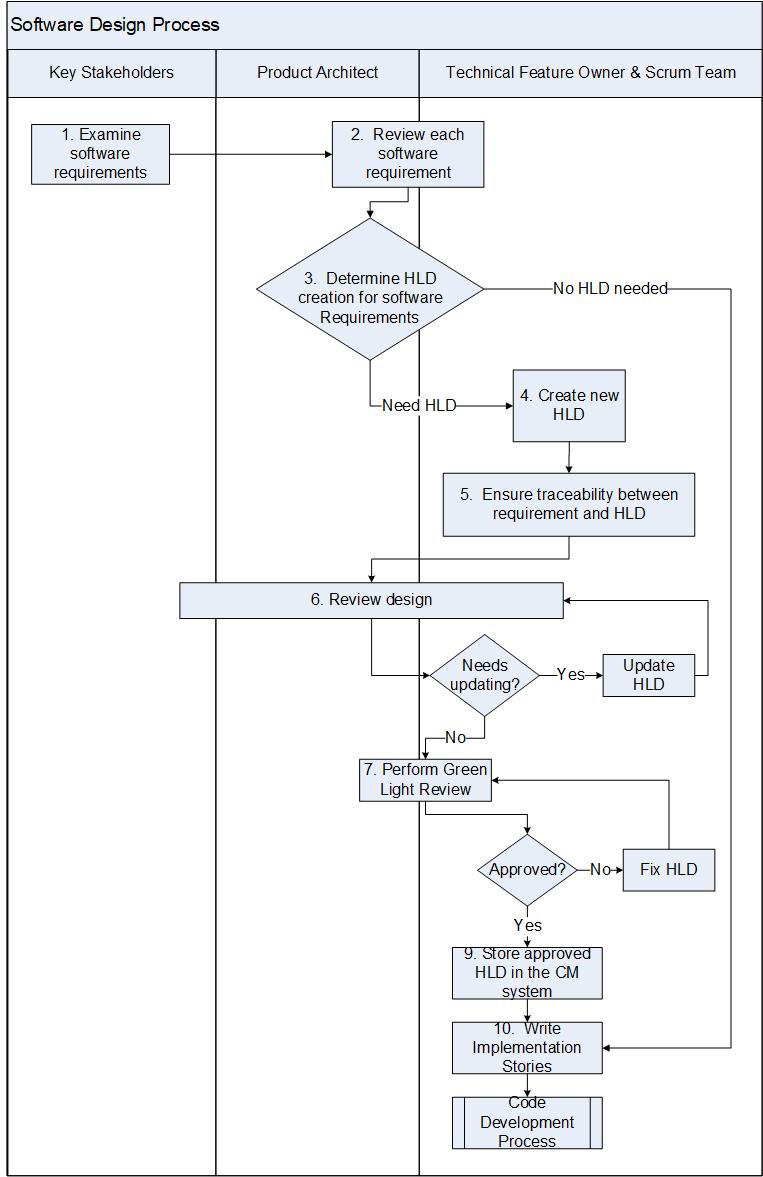 Software Design Process
Key Stakeholders
Product Architect
Technical Feature Owner & Scrum Team
1. Examine
software
requirements
2.  Review each
software
requirement
3.  Determine HLD
creation for software
Requirements
No HLD needed
Need HLD
4. Create new
HLD
5.  Ensure traceability between
requirement and HLD
6. Review design
Needs
updating?
Yes
Update
HLD
No
7. Perform Green
Light Review
Approved?
No
Fix HLD
Yes
9. Store approved
HLD in the CM
system
10.  Write
Implementation
Stories
Code
Development
Process